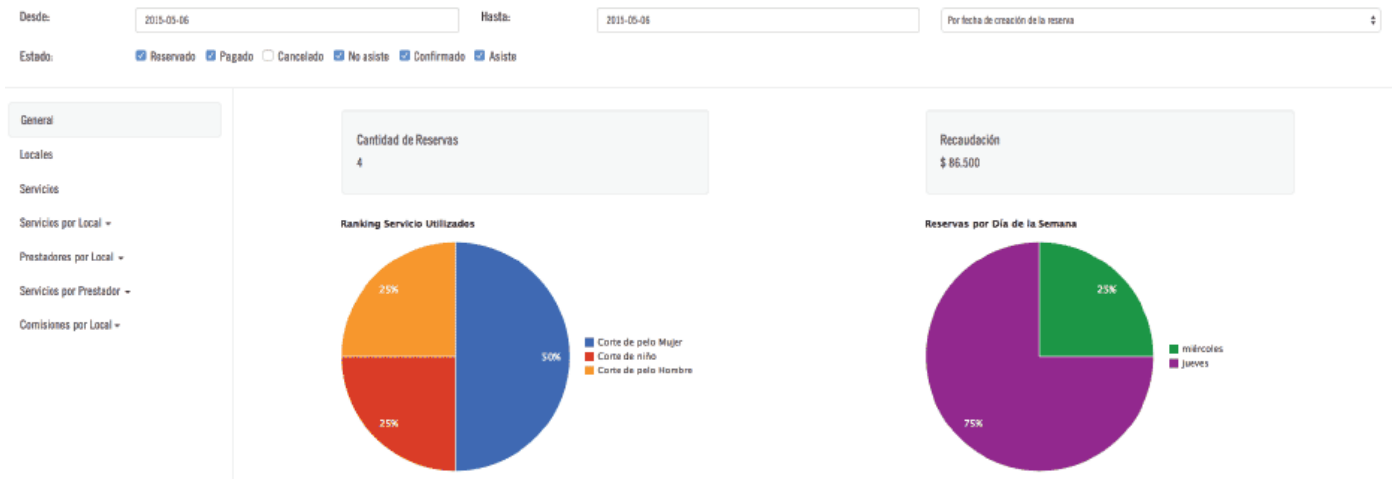 Desde:
2015-05-06
Hasta:
2015-05-06
Por fecha de creación de la reserva
Estado:
Reservado Pagado Cancelado No asiste Confirmado Asiste
General
Locales
Servicios
Servicios por Local
Prestadores por Local
Servicios por Prestador
Comisiones por Local
Cantidad de Reservas
4
Recaudación
$ 86.500
Ranking Servicio Utilizados
25%
50%
25%
Corte de pelo Mujer
Corte de niño
Corte de pelo Hombre
Reservas por Día de la Semana
25%
75%
miércoles
jueves